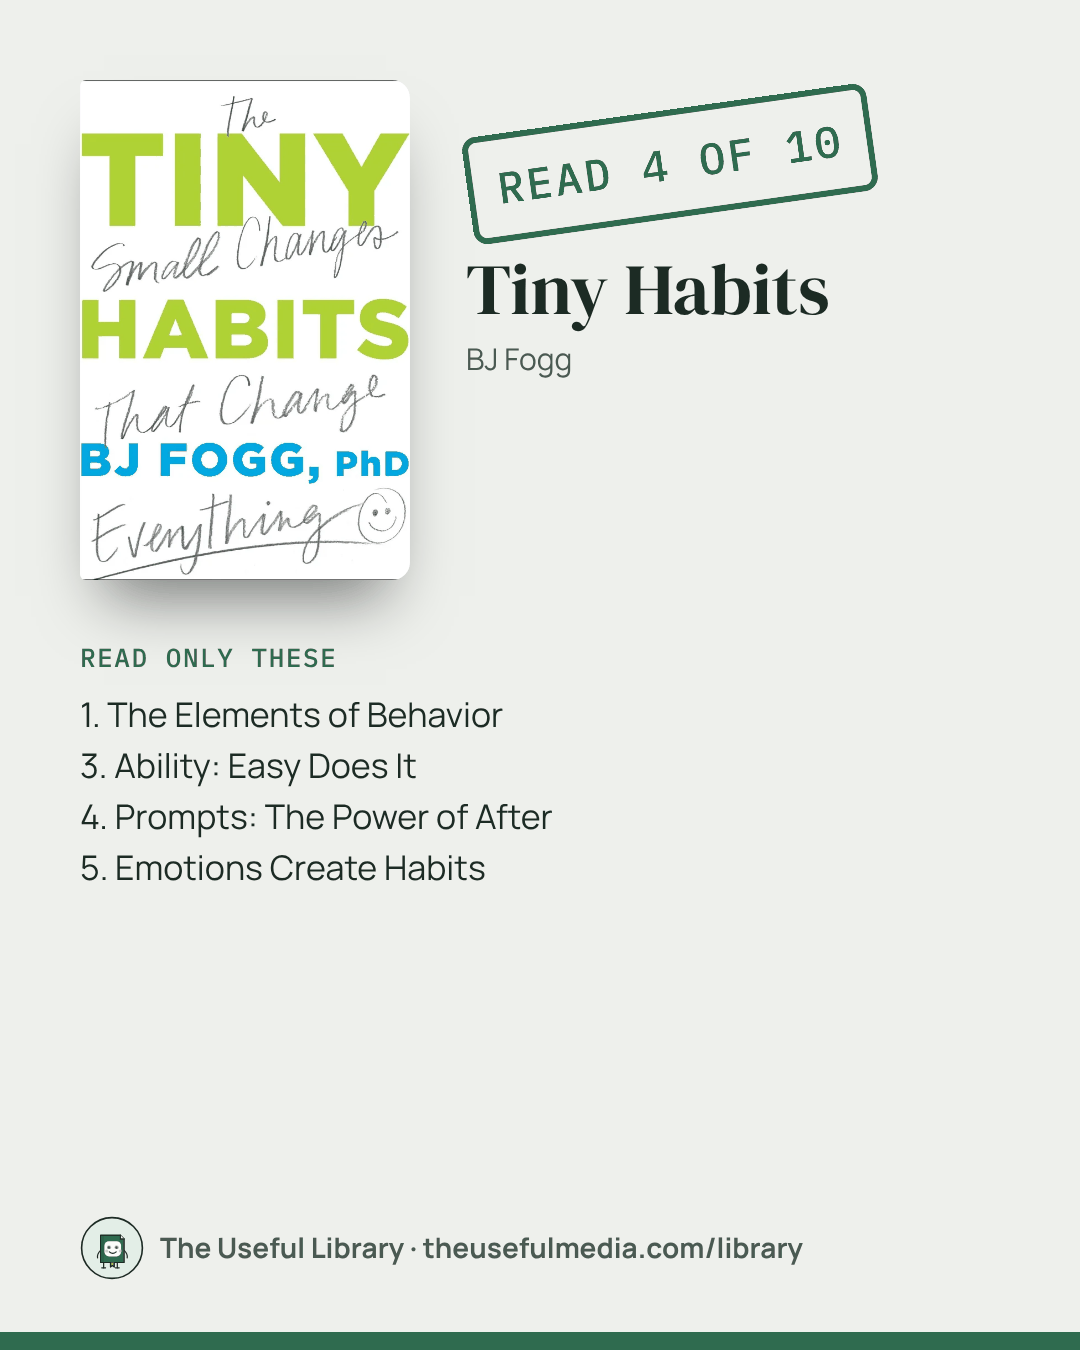 The
TINY
Small Changes
HABITS
That Change
BJ FOGG, PhD
Everything
READ 4 OF 10
Tiny Habits
BJ Fogg
READ ONLY THESE
1. The Elements of Behavior
3. Ability: Easy Does It
4. Prompts: The Power of After
5. Emotions Create Habits
The Useful Library · theusefulmedia.com/library